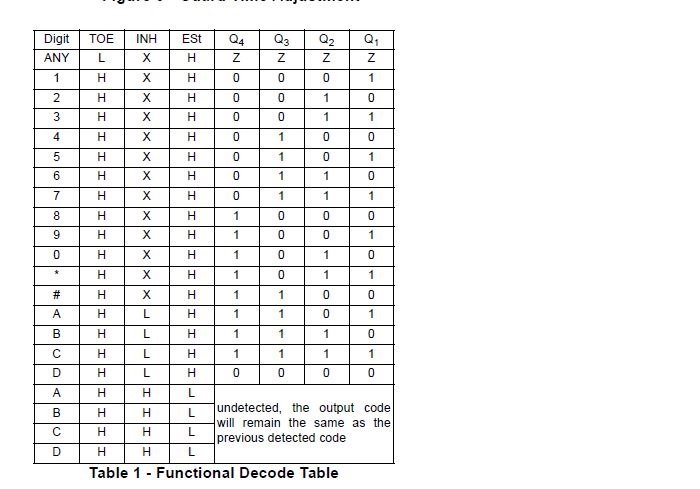 Digit TOE INH ESt Q4 Q3 Q2 Q1
ANY L X H Z Z Z Z
1 H X H 0 0 0 1
2 H X H 0 0 1 0
3 H X H 0 0 1 1
4 H X H 0 1 0 0
5 H X H 0 1 0 1
6 H X H 0 1 1 0
7 H X H 0 1 1 1
8 H X H 1 0 0 0
9 H X H 1 0 0 1
0 H X H 1 0 1 0
* H X H 1 0 1 1
# H X H 1 1 0 0
A H L H 1 1 0 1
B H L H 1 1 1 0
C H L H 1 1 1 1
D H L H 0 0 0 0
A H H L
B H H L
C H H L
D H H L
undetected, the output code
will remain the same as the
previous detected code
Table 1 - Functional Decode Table